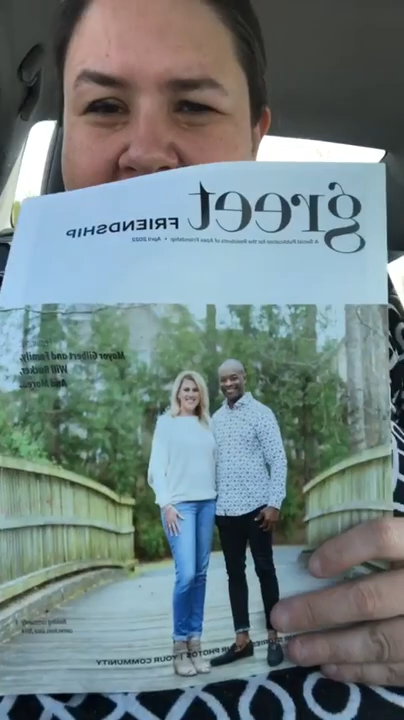 greet
FRIENDSHIP
A Social Publication for the Residents of Apex Friendship • April 2022
Mayor Gilbert and Family,
Will Rucker,
And More...
PHOTOS | YOUR COMMUNITY